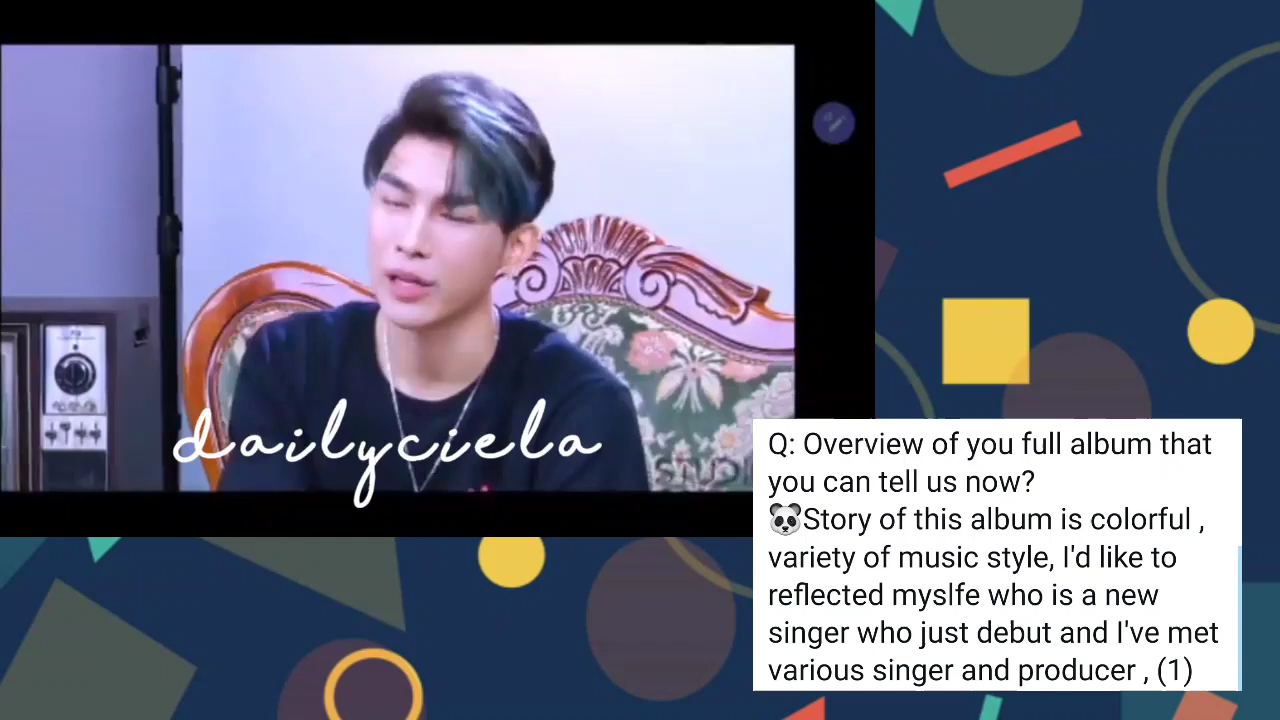 dailyciela
Q: Overview of you full album that
you can tell us now?
🐼Story of this album is colorful ,
variety of music style, I'd like to
reflected myslfe who is a new
singer who just debut and I've met
various singer and producer , (1)